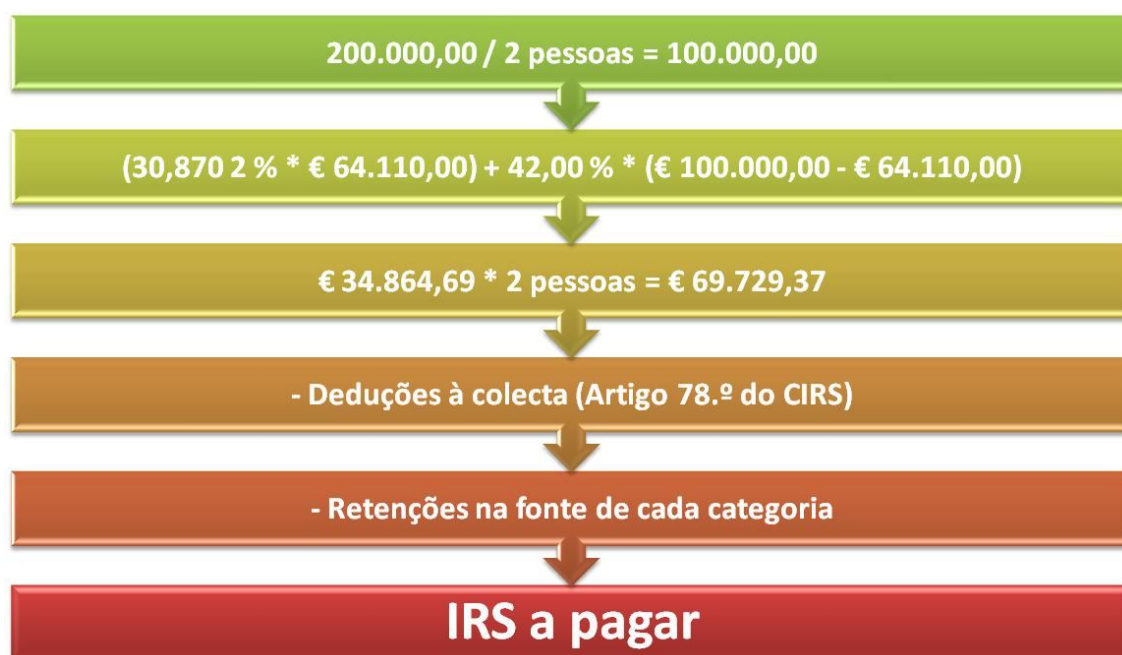 200.000,00 / 2 pessoas = 100.000,00
(30,870 2 % * € 64.110,00) + 42,00 % * (€ 100.000,00 - € 64.110,00)
€ 34.864,69 * 2 pessoas = € 69.729,37
- Deduções à colecta (Artigo 78.º do CIRS)
- Retenções na fonte de cada categoria
IRS a pagar